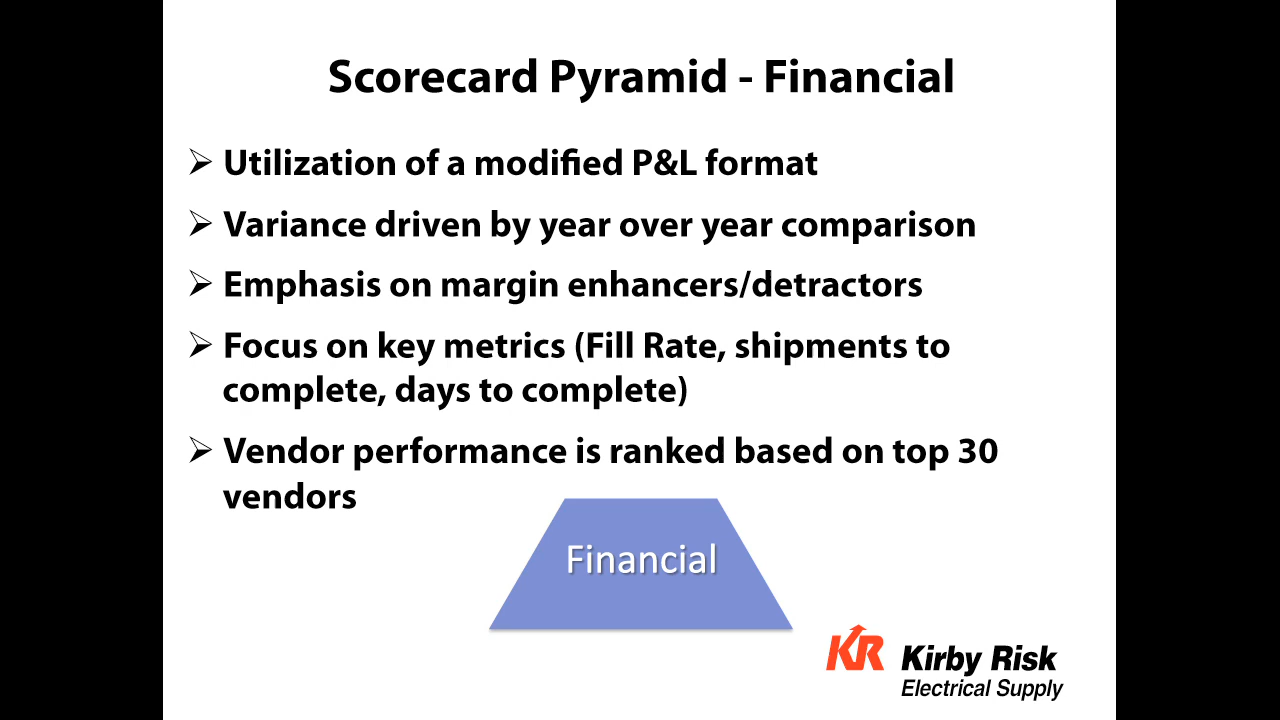 Scorecard Pyramid - Financial
Utilization of a modified P&L format
Variance driven by year over year comparison
Emphasis on margin enhancers/detractors
Focus on key metrics (Fill Rate, shipments to
complete, days to complete)
Vendor performance is ranked based on top 30
vendors
Financial
KR Kirby Risk
Electrical Supply